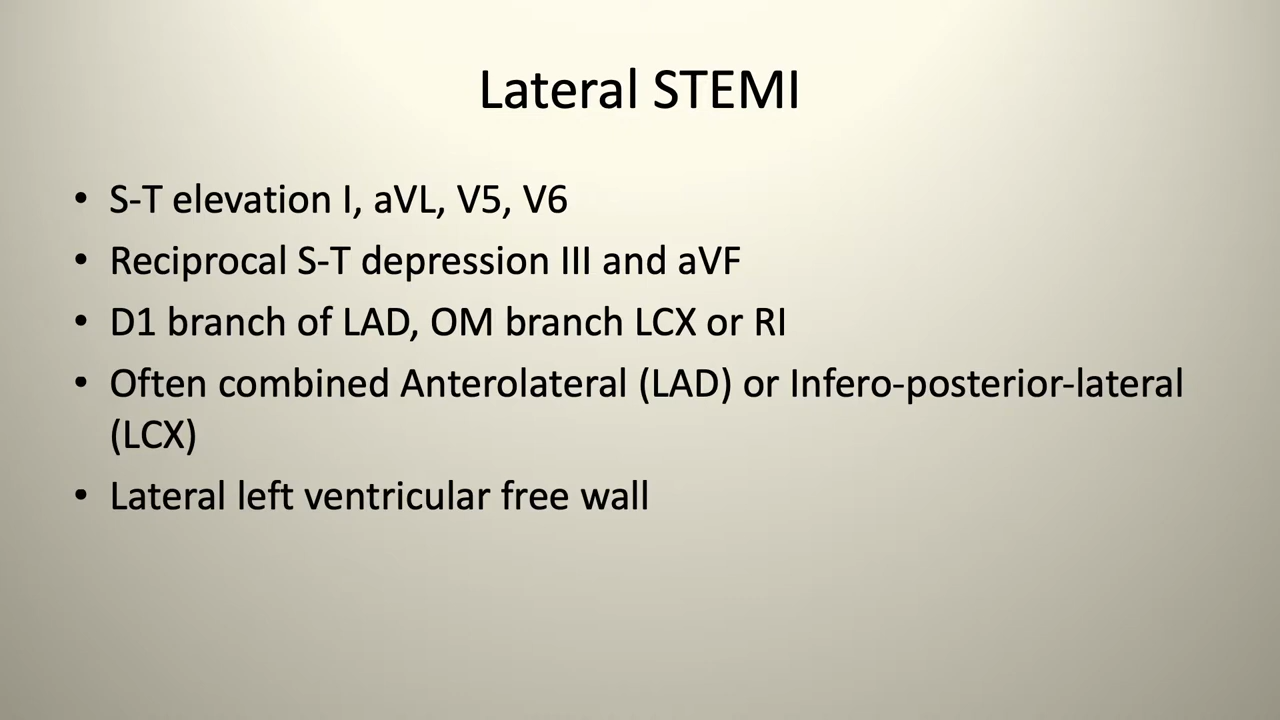 Lateral STEMI
• S-T elevation I, aVL, V5, V6
• Reciprocal S-T depression III and aVF
• D1 branch of LAD, OM branch LCX or RI
• Often combined Anterolateral (LAD) or Infero-posterior-lateral
(LCX)
• Lateral left ventricular free wall